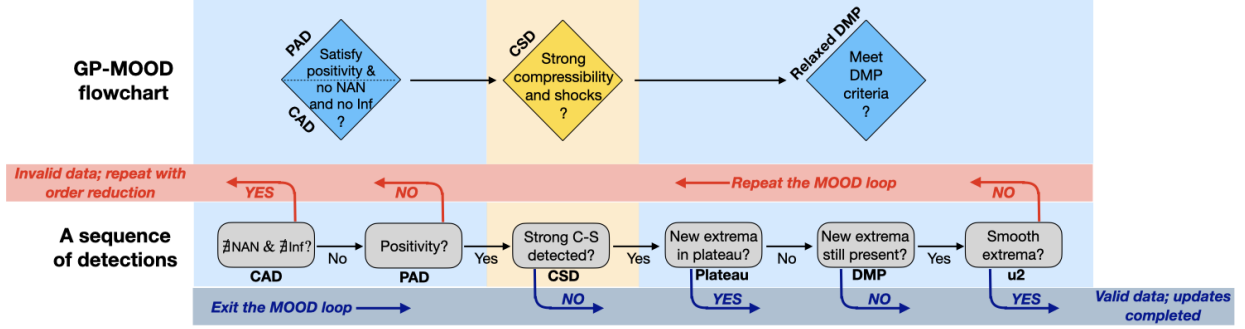 GP-MOOD
flowchart
PAD
Satisfy
positivity &
no NAN
and no Inf
?
CAD
CSD
Strong
compressibility
and shocks
?
Relaxed DMP
Meet
DMP
criteria
?
Invalid data; repeat with
order reduction
YES
NO
Repeat the MOOD loop
NO
A sequence
of detections
∄NAN & ∄Inf?
CAD
No
Positivity?
PAD
Yes
Strong C-S
detected?
CSD
Yes
New extrema
in plateau?
Plateau
No
New extrema
still present?
DMP
Yes
Smooth
extrema?
u2
Exit the MOOD loop
NO
YES
NO
YES
Valid data; updates
completed